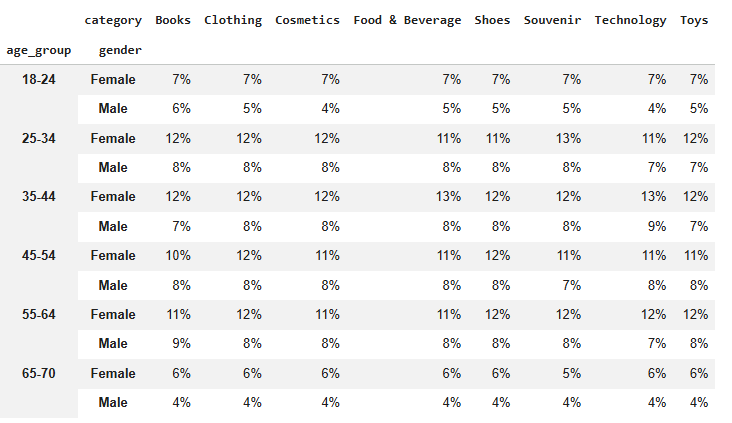 category Books Clothing Cosmetics Food & Beverage Shoes Souvenir Technology Toys
age_group gender
18-24 Female 7% 7% 7% 7% 7% 7% 7% 7%
Male 6% 5% 4% 5% 5% 5% 4% 5%
25-34 Female 12% 12% 12% 11% 11% 13% 11% 12%
Male 8% 8% 8% 8% 8% 8% 7% 7%
35-44 Female 12% 12% 12% 13% 12% 12% 13% 12%
Male 7% 8% 8% 8% 8% 8% 9% 7%
45-54 Female 10% 12% 11% 11% 12% 11% 11% 11%
Male 8% 8% 8% 8% 8% 7% 8% 8%
55-64 Female 11% 12% 11% 11% 12% 12% 12% 12%
Male 9% 8% 8% 8% 8% 8% 7% 8%
65-70 Female 6% 6% 6% 6% 6% 5% 6% 6%
Male 4% 4% 4% 4% 4% 4% 4% 4%